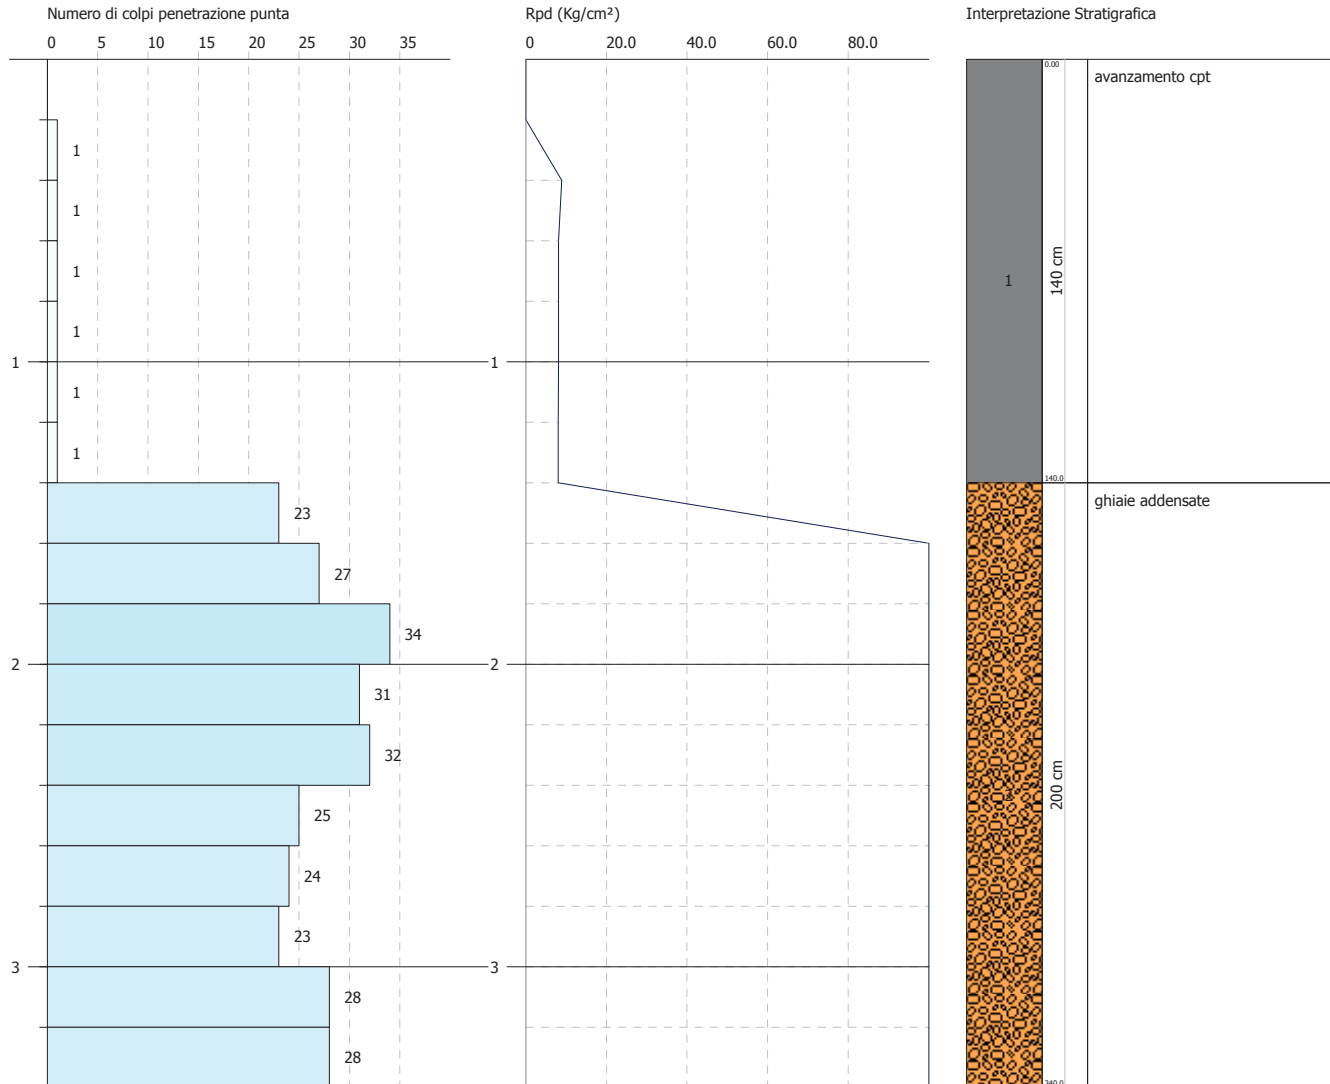 Numero di colpi penetrazione punta
Rpd (Kg/cm²)
Interpretazione Stratigrafica
0 5 10 15 20 25 30 35
0 20.0 40.0 60.0 80.0
0.00
avanzamento cpt
1
1
1
1
1
140 cm
1 1
1
1
140.0
ghiaie addensate
23
27
34
2 2
31
32
200 cm
2
25
24
23
3 3
28
28
340.0